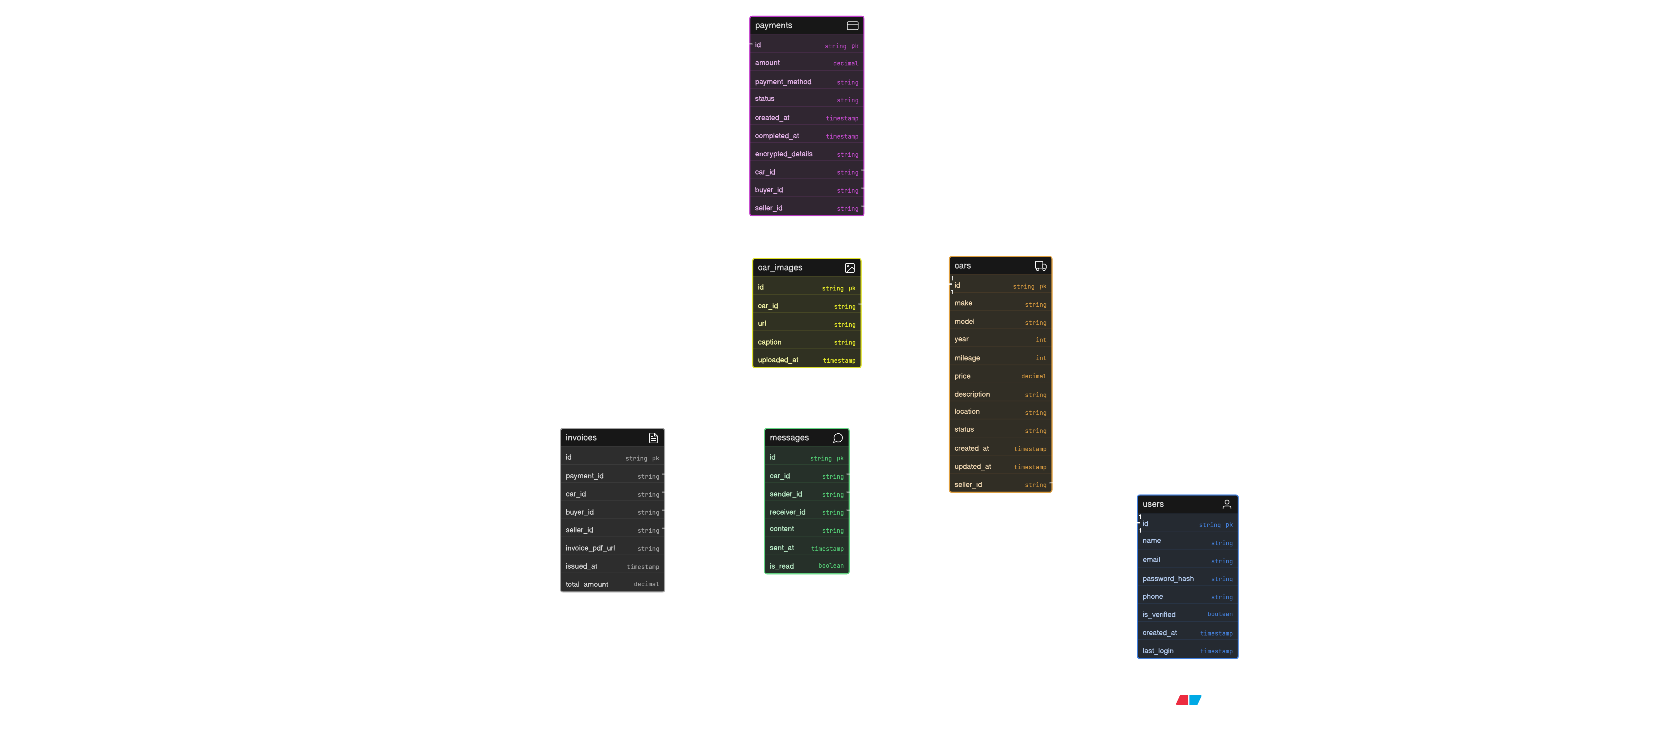 payments
id string pk
amount decimal
payment_method string
status string
created_at timestamp
completed_at timestamp
encrypted_details string
car_id string
buyer_id string
seller_id string
car_images
id string pk
car_id string
url string
caption string
uploaded_at timestamp
cars
1
id string pk
1
make string
model string
year int
mileage int
price decimal
description string
location string
status string
created_at timestamp
updated_at timestamp
seller_id string
invoices
id string pk
payment_id string
car_id string
buyer_id string
seller_id string
invoice_pdf_url string
issued_at timestamp
total_amount decimal
messages
id string pk
car_id string
sender_id string
receiver_id string
content string
sent_at timestamp
is_read boolean
users
1
id string pk
1
name string
email string
password_hash string
phone string
is_verified boolean
created_at timestamp
last_login timestamp